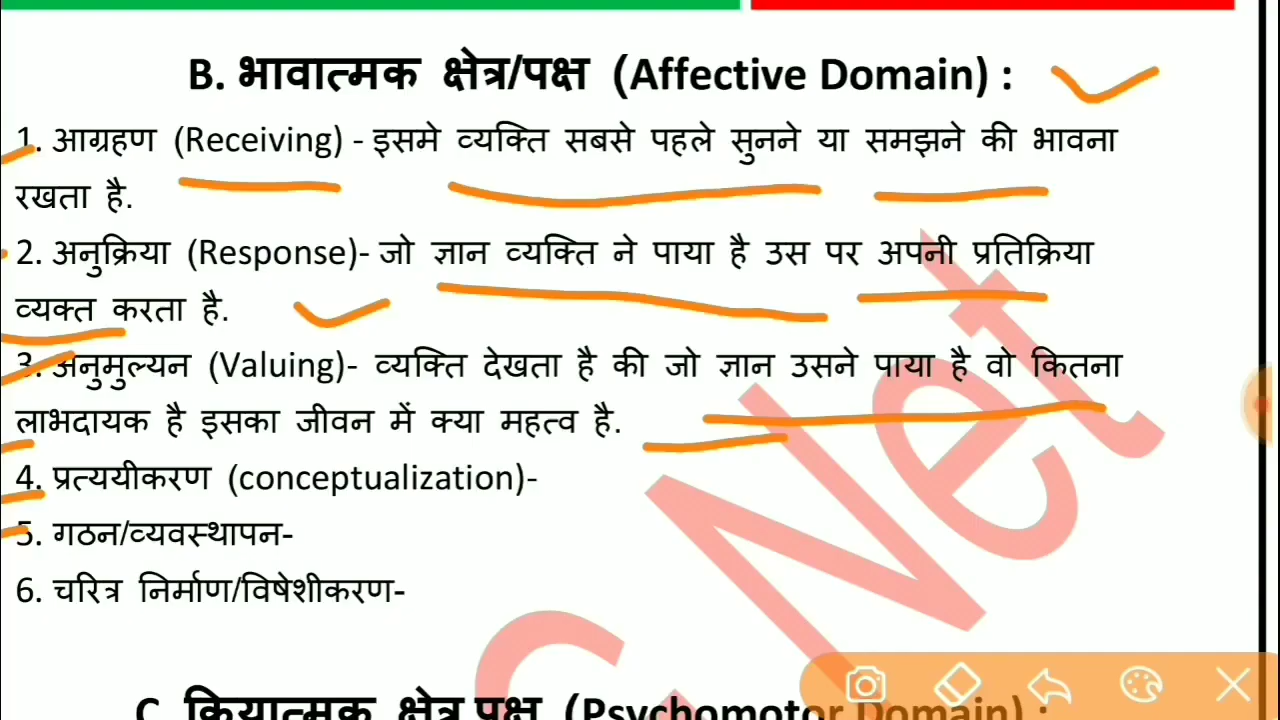 B. भावात्मक क्षेत्र/पक्ष (Affective Domain) :
1. आग्रहण (Receiving) - इसमे व्यक्ति सबसे पहले सुनने या समझने की भावना
रखता है.
2. अनुक्रिया (Response)- जो ज्ञान व्यक्ति ने पाया है उस पर अपनी प्रतिक्रिया
व्यक्त करता है.
3. अनुमुल्यन (Valuing)- व्यक्ति देखता है की जो ज्ञान उसने पाया है वो कितना
लाभदायक है इसका जीवन में क्या महत्व है.
4. प्रत्ययीकरण (conceptualization)-
5. गठन/व्यवस्थापन-
6. चरित्र निर्माण/विषेशीकरण-
C. क्रियात्मक क्षेत्र पक्ष (Psychomotor Domain) :
Net